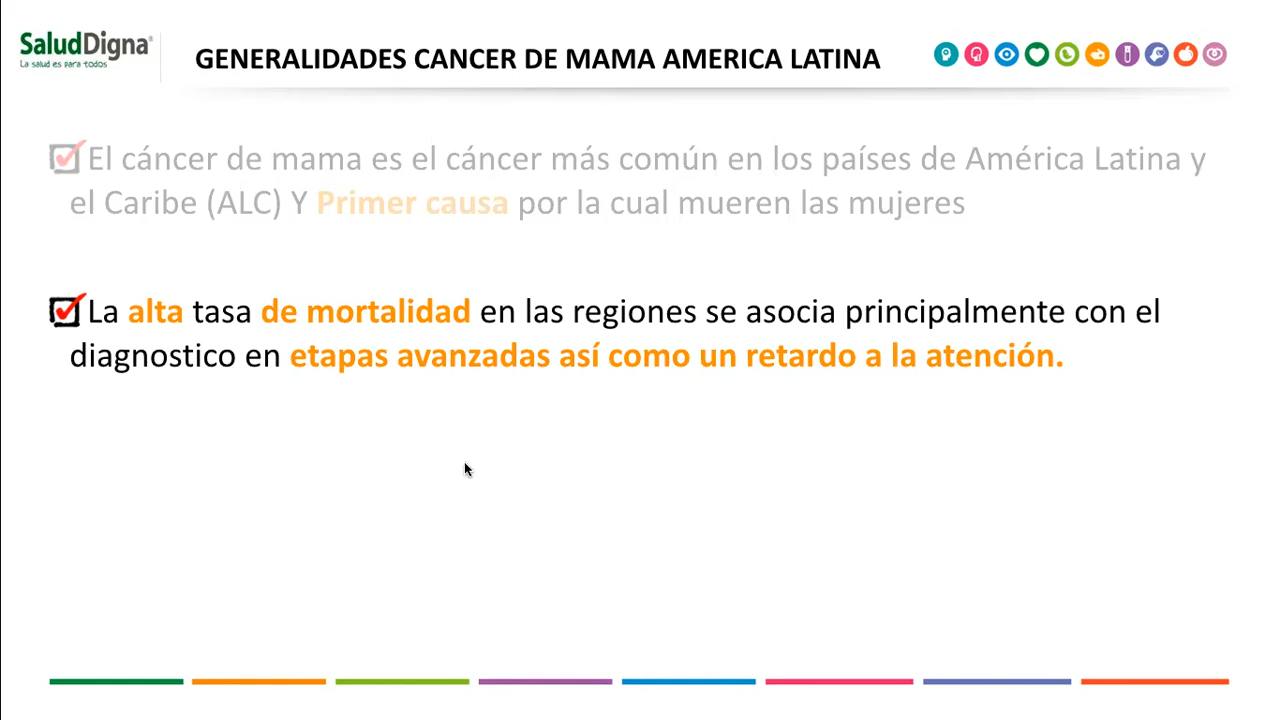 SaludDigna
La salud es para todos
GENERALIDADES CANCER DE MAMA AMERICA LATINA
El cáncer de mama es el cáncer más común en los países de América Latina y
el Caribe (ALC) Y Primer causa por la cual mueren las mujeres
La alta tasa de mortalidad en las regiones se asocia principalmente con el
diagnostico en etapas avanzadas así como un retardo a la atención.